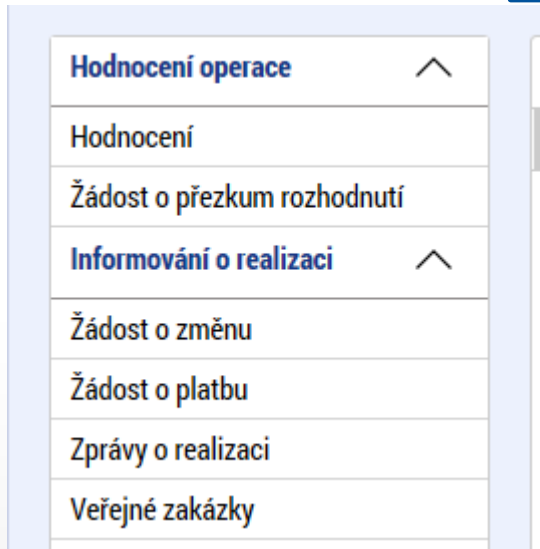 Hodnocení operace
Hodnocení
Žádost o přezkum rozhodnutí
Informování o realizaci
Žádost o změnu
Žádost o platbu
Zprávy o realizaci
Veřejné zakázky